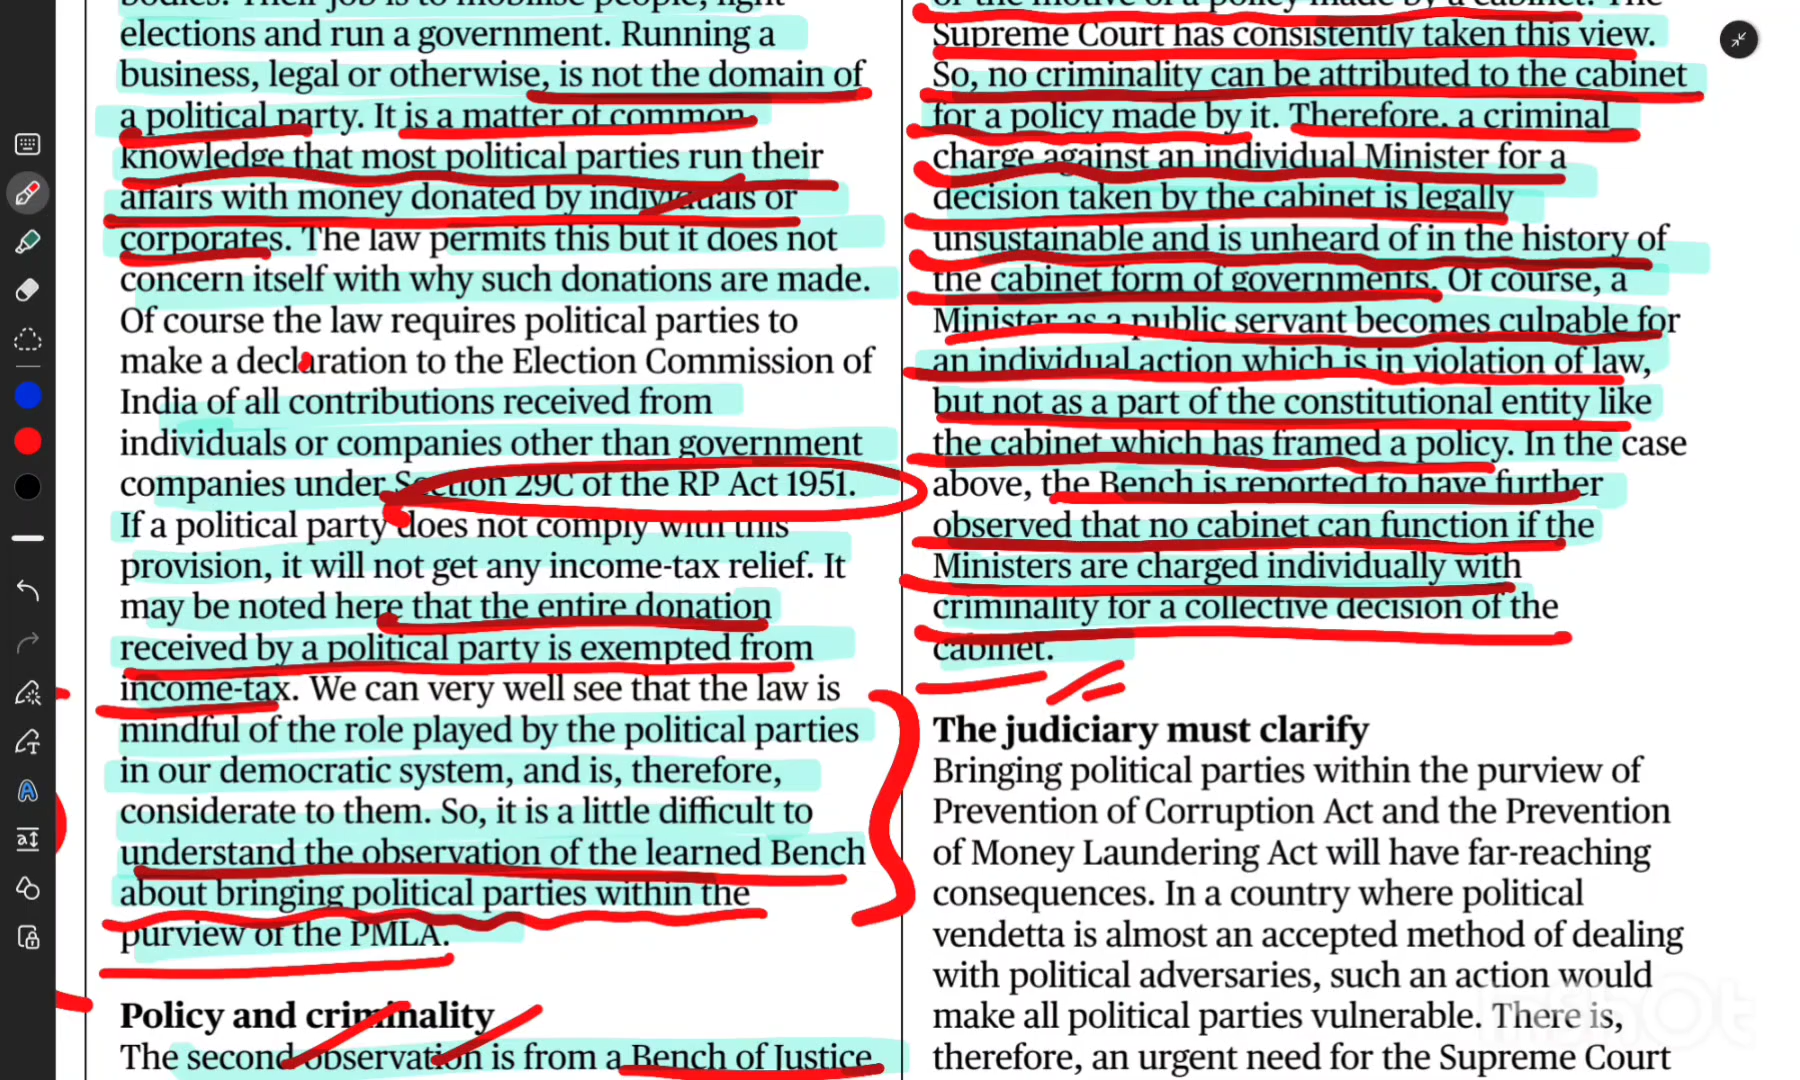 bodies. Their job is to mobilise people, fight
elections and run a government. Running a
business, legal or otherwise, is not the domain of
a political party. It is a matter of common
knowledge that most political parties run their
affairs with money donated by individuals or
corporates. The law permits this but it does not
concern itself with why such donations are made.
Of course the law requires political parties to
make a declaration to the Election Commission of
India of all contributions received from
individuals or companies other than government
companies under Section 29C of the RP Act 1951.
If a political party does not comply with this
provision, it will not get any income-tax relief. It
may be noted here that the entire donation
received by a political party is exempted from
income-tax. We can very well see that the law is
mindful of the role played by the political parties
in our democratic system, and is, therefore,
considerate to them. So, it is a little difficult to
understand the observation of the learned Bench
about bringing political parties within the
purview of the PMLA.
Policy and criminality
The second observation is from a Bench of Justice
or the motive of a policy made by a cabinet. The
Supreme Court has consistently taken this view.
So, no criminality can be attributed to the cabinet
for a policy made by it. Therefore, a criminal
charge against an individual Minister for a
decision taken by the cabinet is legally
unsustainable and is unheard of in the history of
the cabinet form of governments. Of course, a
Minister as a public servant becomes culpable for
an individual action which is in violation of law,
but not as a part of the constitutional entity like
the cabinet which has framed a policy. In the case
above, the Bench is reported to have further
observed that no cabinet can function if the
Ministers are charged individually with
criminality for a collective decision of the
cabinet.
The judiciary must clarify
Bringing political parties within the purview of
Prevention of Corruption Act and the Prevention
of Money Laundering Act will have far-reaching
consequences. In a country where political
vendetta is almost an accepted method of dealing
with political adversaries, such an action would
make all political parties vulnerable. There is,
therefore, an urgent need for the Supreme Court
InShOt